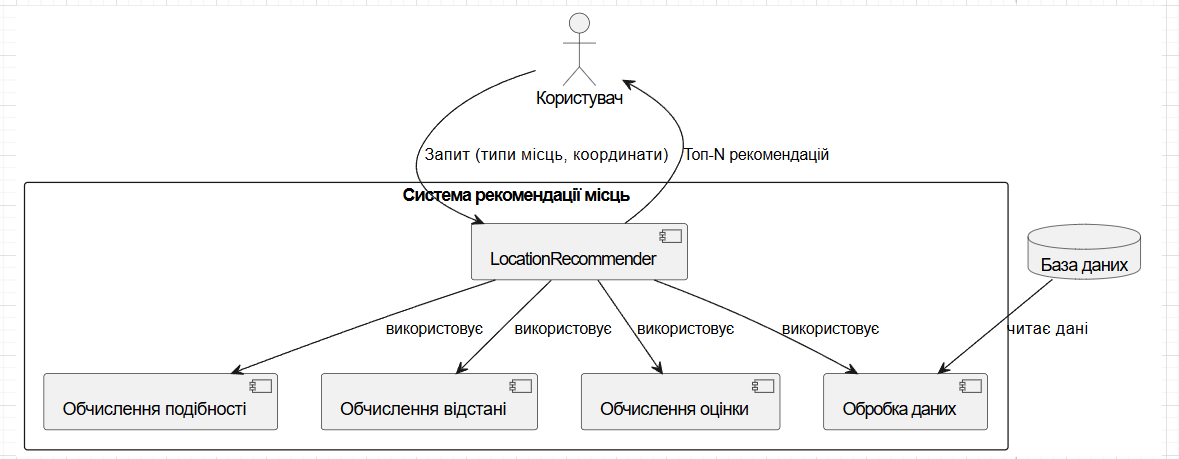 Користувач
Запит (типи місць, координати)
Топ-N рекомендацій
Система рекомендації місць
LocationRecommender
База даних
використовує
використовує
використовує
використовує
читає дані
Обчислення подібності
Обчислення відстані
Обчислення оцінки
Обробка даних